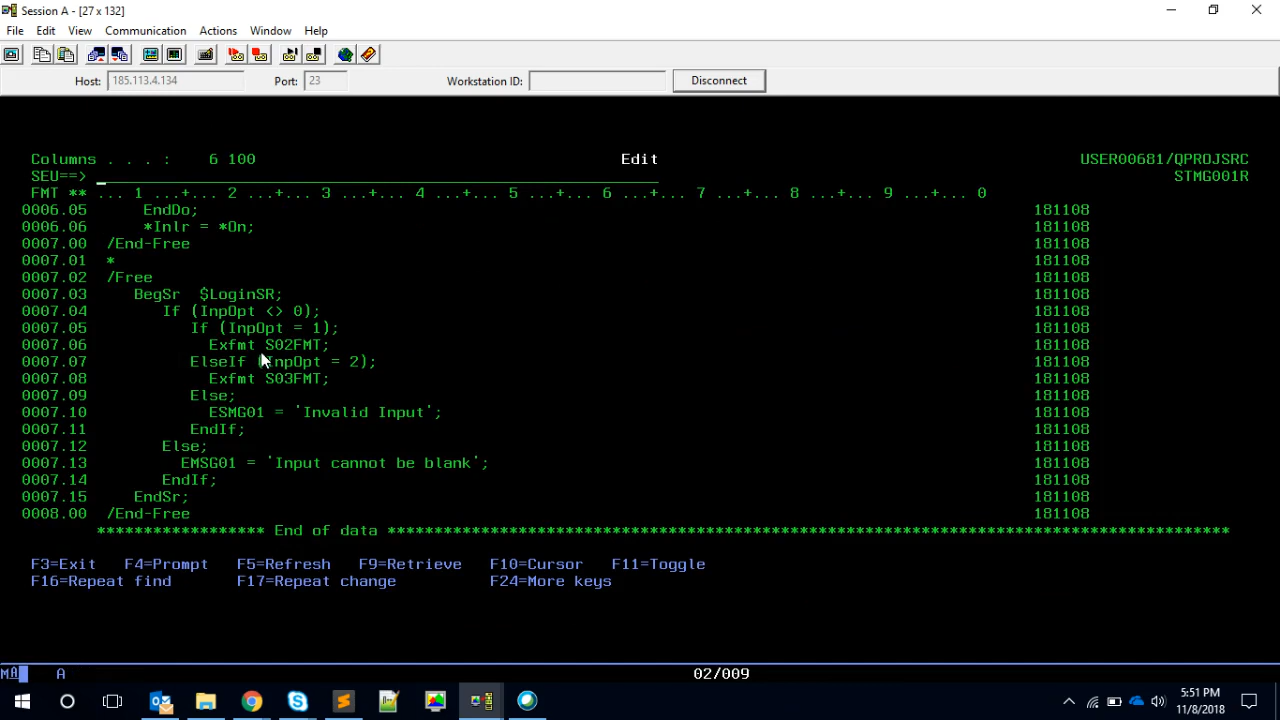 Session A - [27 x 132]
File Edit View Communication Actions Window Help
Host: 185.113.4.134 Port: 23 Workstation ID: Disconnect
Columns . . . : 6 100 Edit USER00681/QPROJSRC
SEU==> STMG001R
FMT ** ... 1 ...+... 2 ...+... 3 ...+... 4 ...+... 5 ...+... 6 ...+... 7 ...+... 8 ...+... 9 ...+... 0
0006.05 EndDo; 181108
0006.06 *Inlr = *On; 181108
0007.00 /End-Free 181108
0007.01 * 181108
0007.02 /Free 181108
0007.03 BegSr $LoginSR; 181108
0007.04 If (InpOpt <> 0); 181108
0007.05 If (InpOpt = 1); 181108
0007.06 Exfmt S02FMT; 181108
0007.07 ElseIf (InpOpt = 2); 181108
0007.08 Exfmt S03FMT; 181108
0007.09 Else; 181108
0007.10 ESMG01 = 'Invalid Input'; 181108
0007.11 EndIf; 181108
0007.12 Else; 181108
0007.13 EMSG01 = 'Input cannot be blank'; 181108
0007.14 EndIf; 181108
0007.15 EndSr; 181108
0008.00 /End-Free 181108
****************** End of data ******************************************************************************************
F3=Exit F4=Prompt F5=Refresh F9=Retrieve F10=Cursor F11=Toggle
F16=Repeat find F17=Repeat change F24=More keys
MA A 02/009
5:51 PM
11/8/2018